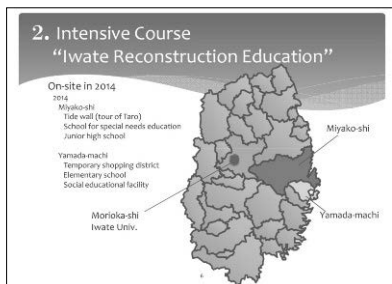 2. Intensive Course
"Iwate Reconstruction Education"
On-site in 2014
2014
Miyako-shi
Tide wall (tour of Taro)
School for special needs education
Junior high school
Yamada-machi
Temporary shopping district
Elementary school
Social educational facility
Morioka-shi
Iwate Univ.
Miyako-shi
Yamada-machi